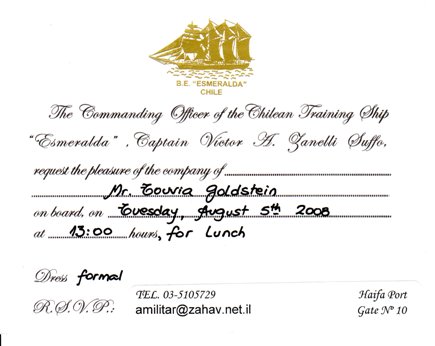 B.E. "ESMERALDA"
CHILE
The Commanding Officer of the Chilean Training Ship
"Esmeralda" , Captain Victor A. Zanelli Suffo,
request the pleasure of the company of
Mr. Touvia Goldstein
on board, on Tuesday, August 5th 2008
at 13:00 hours, for Lunch
Dress formal
R.S.V.P.: TEL. 03-5105729
amilitar@zahav.net.il
Haifa Port
Gate Nº 10